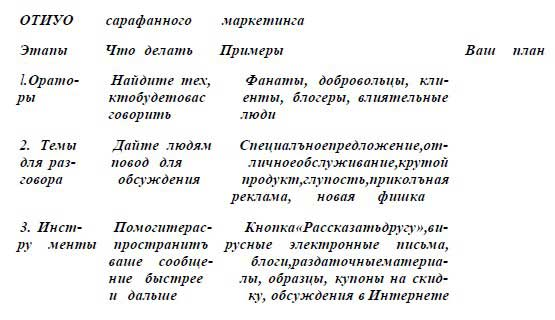 ОТИУО сарафанного маркетинга
Этапы Что делать Примеры Ваш план
l.Орато- Найдите тех, Фанаты, добровольцы, кли-
ры ктобудетовас енты, блогеры, влиятельные
говорить люди
2. Темы Дайте людям Специальноепредложение,от-
для раз- повод для личноеобслуживание,крутой
говора обсуждения продукт,глупость,прикольная
реклама, новая фишка
3. Инст- Помогитерас- Кнопка«Рассказатьдругу»,ви-
ру менты пространить русные электронные письма,
ваше сообще- блоги,раздаточныематериа-
ние быстрее лы, образцы, купоны на скид-
и дальше ку, обсуждения в Интернете